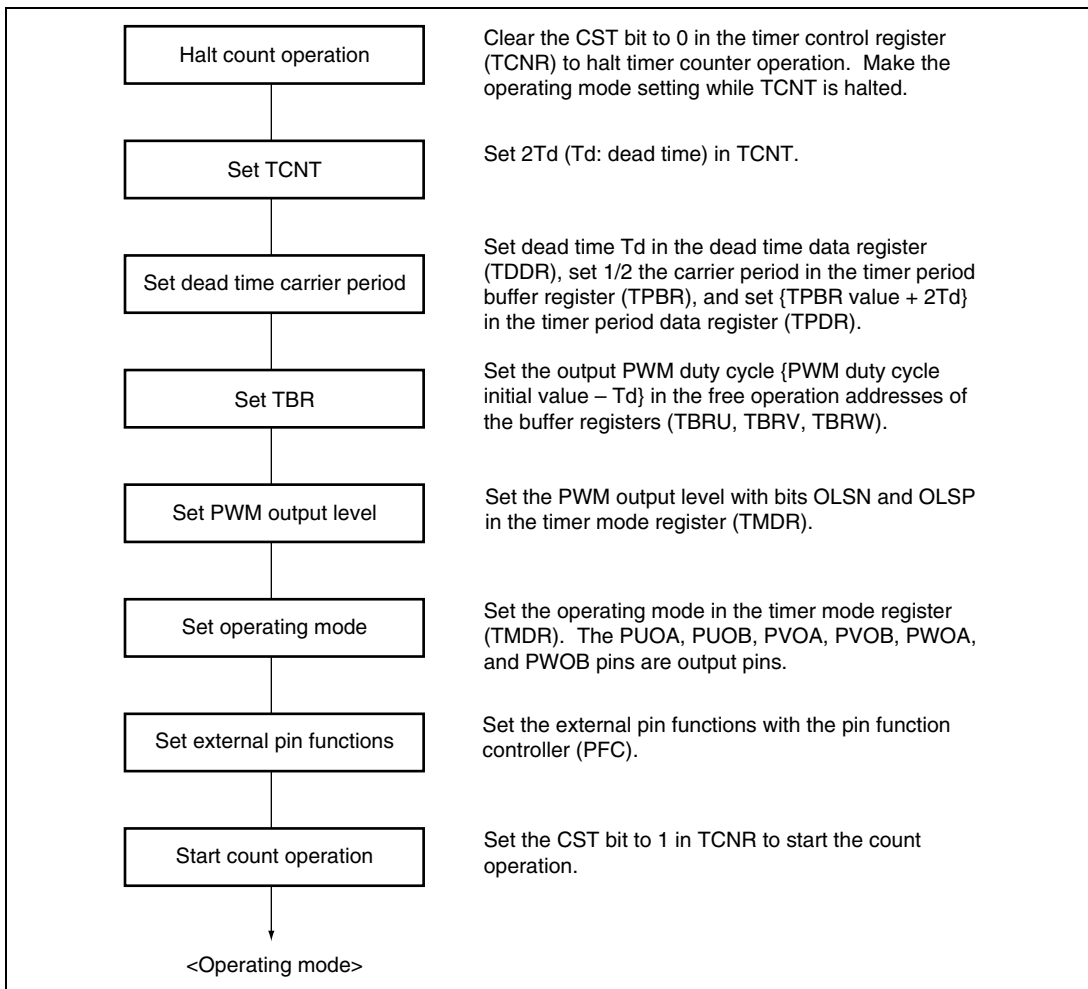 Halt count operation
Clear the CST bit to 0 in the timer control register
(TCNR) to halt timer counter operation.  Make the
operating mode setting while TCNT is halted.
Set TCNT
Set 2Td (Td: dead time) in TCNT.
Set dead time carrier period
Set dead time Td in the dead time data register
(TDDR), set 1/2 the carrier period in the timer period
buffer register (TPBR), and set {TPBR value + 2Td}
in the timer period data register (TPDR).
Set TBR
Set the output PWM duty cycle {PWM duty cycle
initial value – Td} in the free operation addresses of
the buffer registers (TBRU, TBRV, TBRW).
Set PWM output level
Set the PWM output level with bits OLSN and OLSP
in the timer mode register (TMDR).
Set operating mode
Set the operating mode in the timer mode register
(TMDR).  The PUOA, PUOB, PVOA, PVOB, PWOA,
and PWOB pins are output pins.
Set external pin functions
Set the external pin functions with the pin function
controller (PFC).
Start count operation
Set the CST bit to 1 in TCNR to start the count
operation.
<Operating mode>